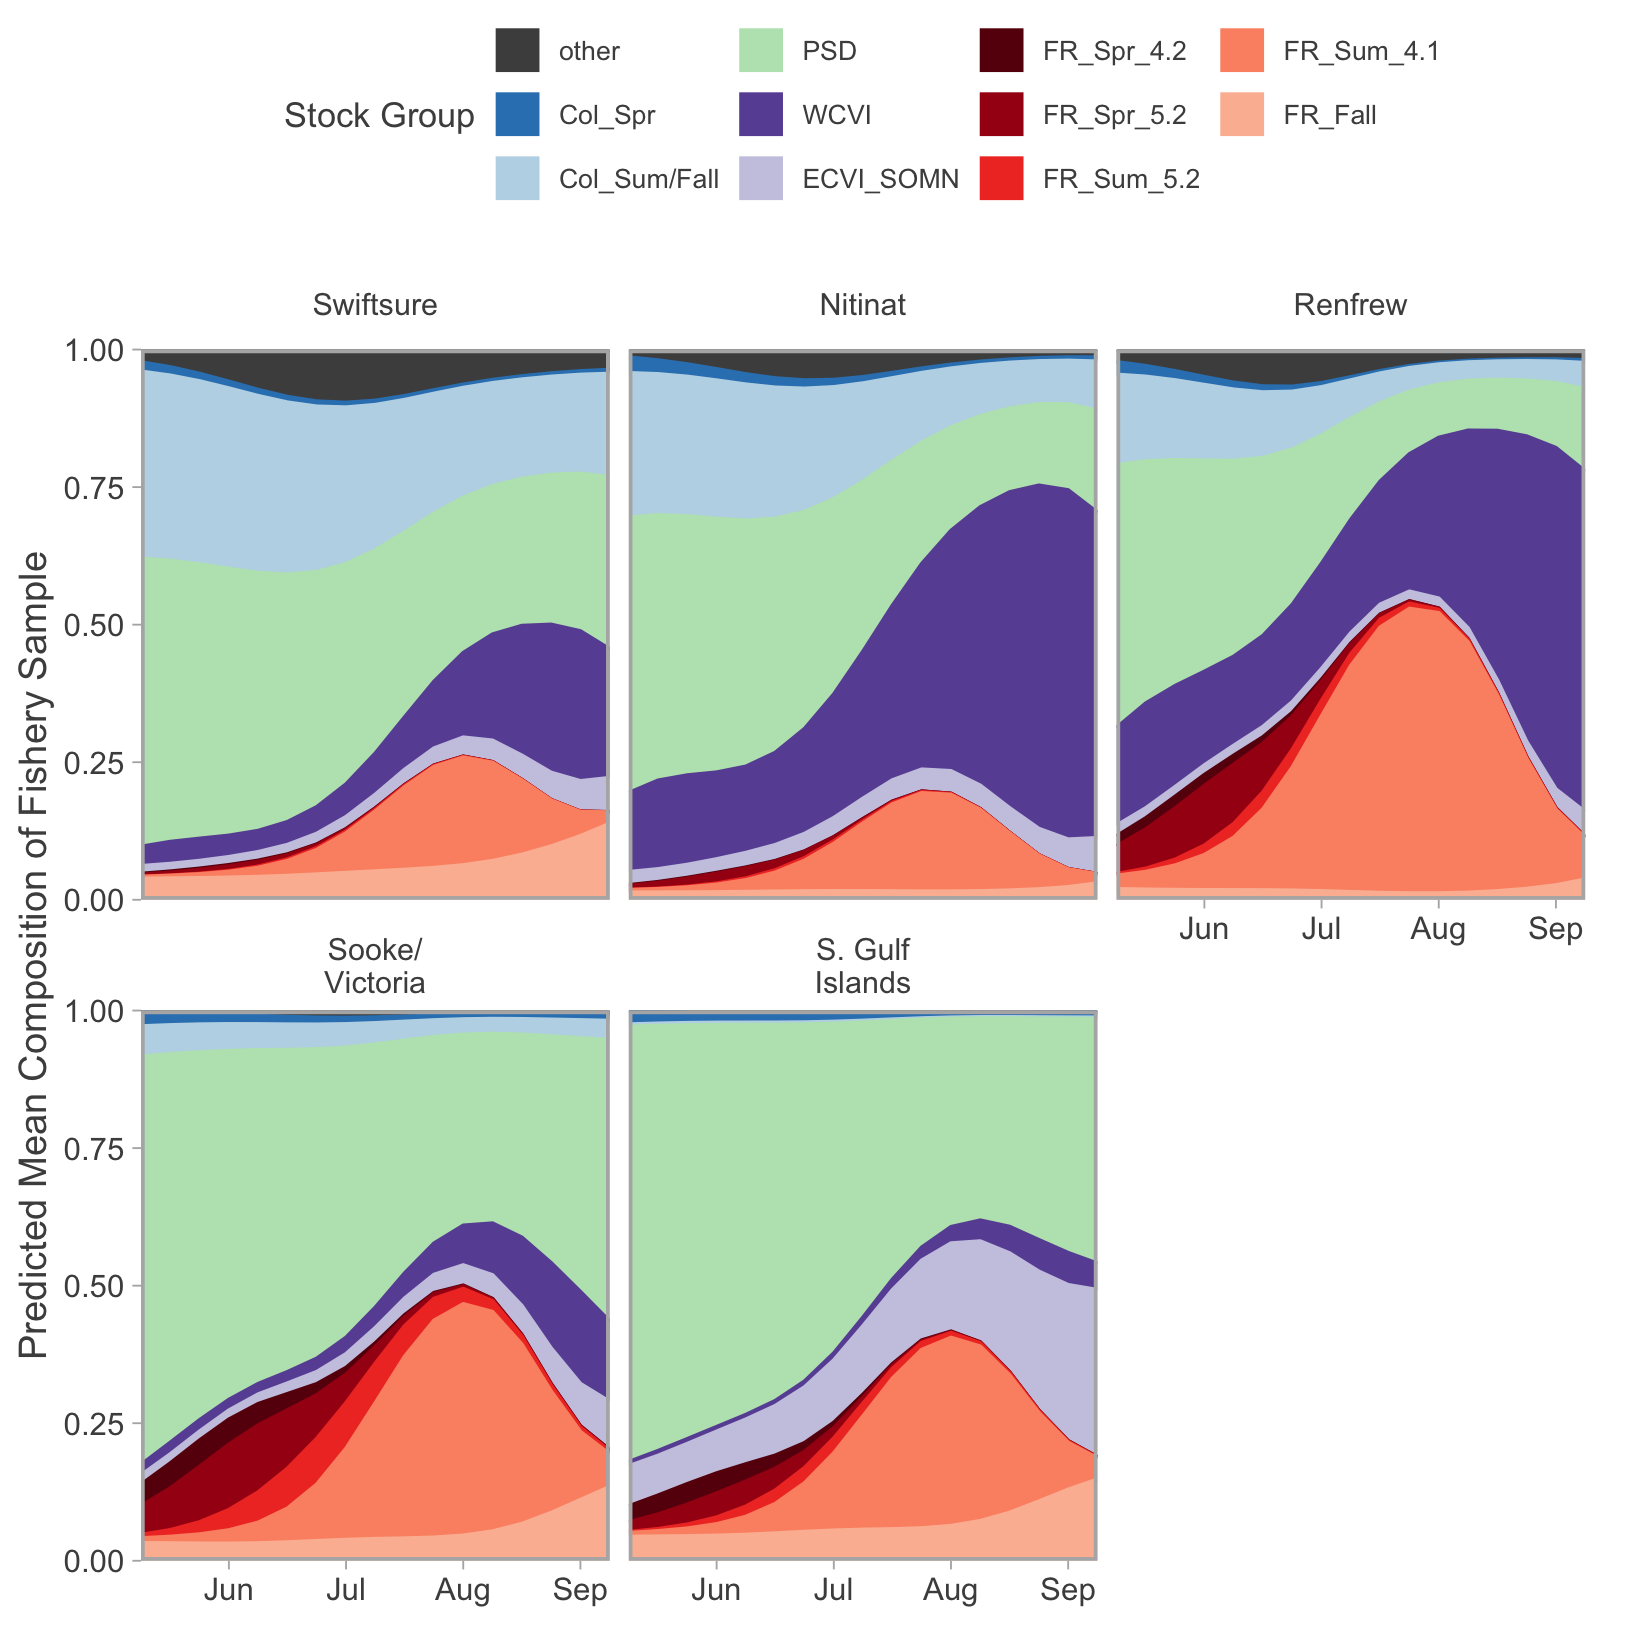 Stock Group
other
PSD
FR_Spr_4.2
FR_Sum_4.1
Col_Spr
WCVI
FR_Spr_5.2
FR_Fall
Col_Sum/Fall
ECVI_SOMN
FR_Sum_5.2
Predicted Mean Composition of Fishery Sample
Swiftsure
Nitinat
Renfrew
1.00
0.75
0.50
0.25
0.00
Jun
Jul
Aug
Sep
Sooke/
Victoria
S. Gulf
Islands
1.00
0.75
0.50
0.25
0.00
Jun
Jul
Aug
Sep
Jun
Jul
Aug
Sep